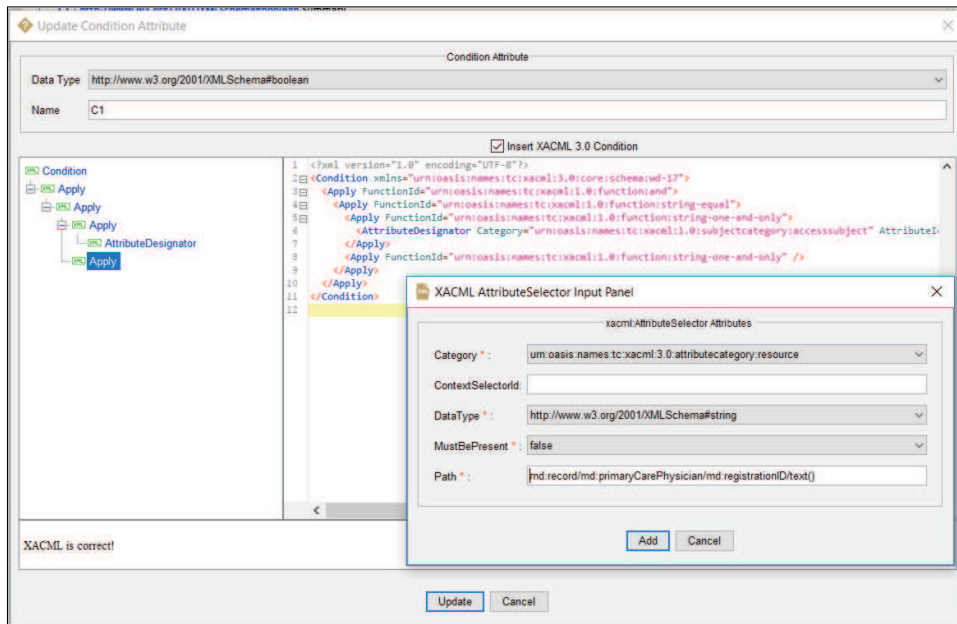 Update Condition Attribute
Condition Attribute
Data Type http://www.w3.org/2001/XMLSchema#boolean
Name C1
Insert XACML 3.0 Condition
Condition
Apply
Apply
Apply
AttributeDesignator
Apply
1 <?xml version="1.0" encoding="UTF-8"?>
2 <Condition xmlns="urn:oasis:names:tc:xacml:3.0:core:schema:wd-17">
3 <Apply FunctionId="urn:oasis:names:tc:xacml:1.0:function:and">
4 <Apply FunctionId="urn:oasis:names:tc:xacml:1.0:function:string-equal">
5 <Apply FunctionId="urn:oasis:names:tc:xacml:1.0:function:string-one-and-only">
6 <AttributeDesignator Category="urn:oasis:names:tc:xacml:1.0:subjectcategory:accesssubject" AttributeI
7 </Apply>
8 <Apply FunctionId="urn:oasis:names:tc:xacml:1.0:function:string-one-and-only" />
9 </Apply>
10 </Apply>
11 </Condition>
12
XACML AttributeSelector Input Panel
xacml:AttributeSelector Attributes
Category * : urn:oasis:names:tc:xacml:3.0:attributecategory:resource
ContextSelectorId:
DataType * : http://www.w3.org/2001/XMLSchema#string
MustBePresent * : false
Path * : md:record/md:primaryCarePhysician/md:registrationID/text()
Add Cancel
XACML is correct!
Update Cancel